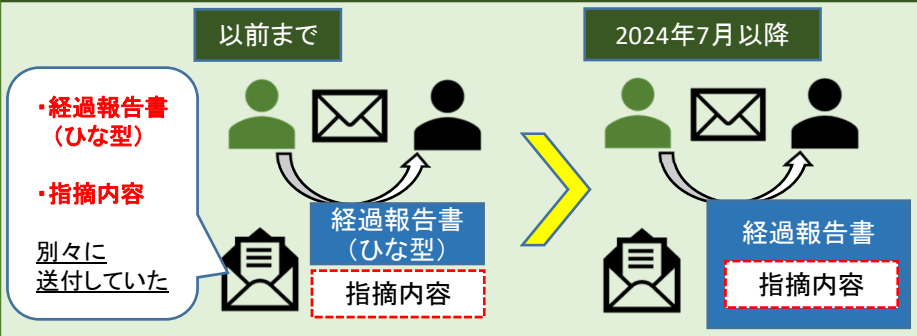 以前まで
2024年7月以降
・経過報告書
（ひな型）
・指摘内容
別々に
送付していた
経過報告書
（ひな型）
指摘内容
経過報告書
指摘内容